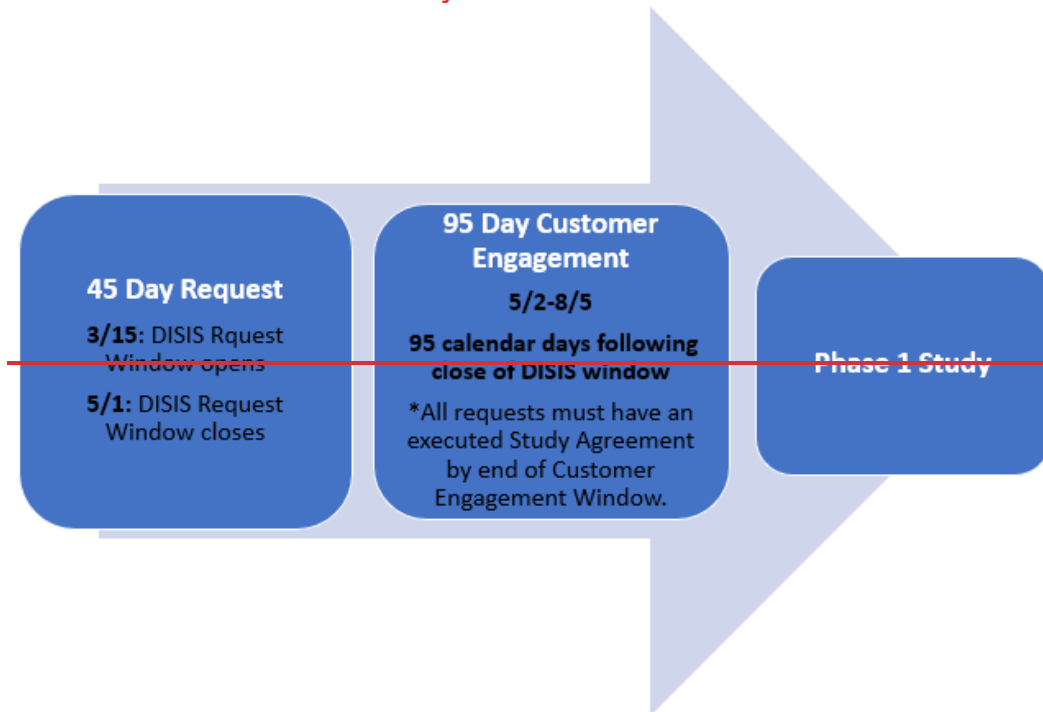 45 Day Request
3/15: DISIS Rquest
Window opens
5/1: DISIS Request
Window closes
95 Day Customer
Engagement
5/2-8/5
95 calendar days following
close of DISIS window
*All requests must have an
executed Study Agreement
by end of Customer
Engagement Window.
Phase 1 Study